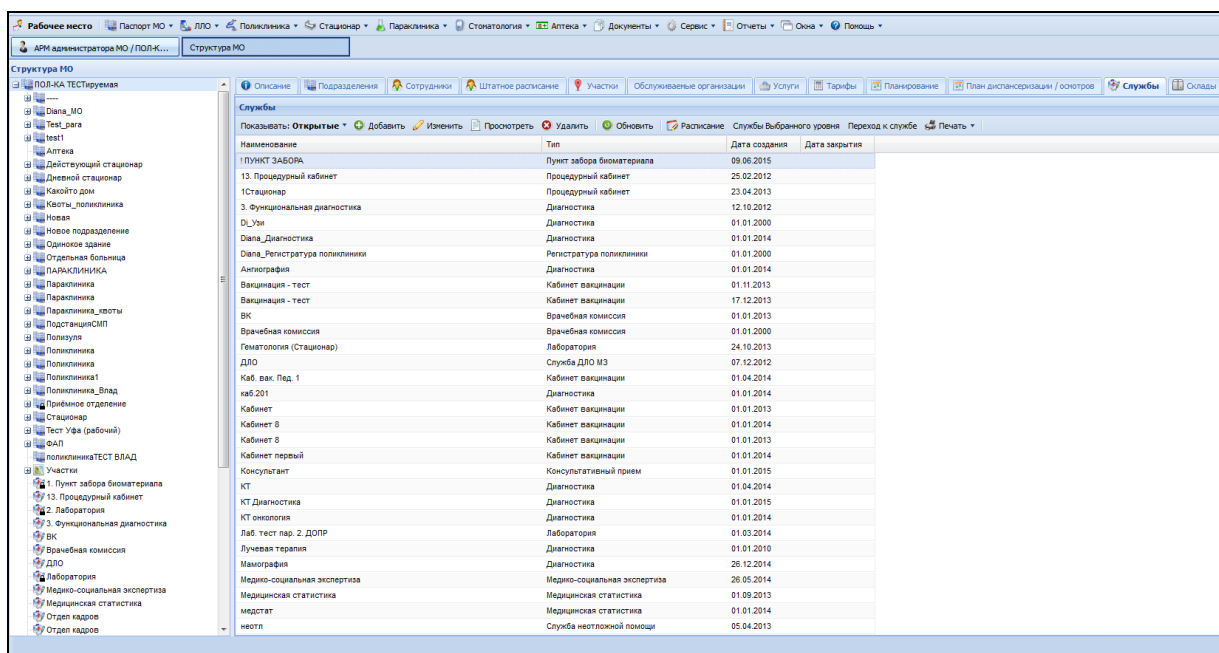 Рабочее место Паспорт МО ЛЛО Поликлиника Стационар Параклиника Стоматология Аптека Документы Сервис Отчеты Окна Помощь
АРМ администратора МО / ПОЛ-К... Структура МО
Структура МО
ПОЛ-КА ТЕСТируемая
----
Diana_МО
Test_para
test1
Аптека
Действующий стационар
Дневной стационар
Какойто дом
Квоты_поликлиника
Новая
Новое подразделение
Одинокое здание
Отдельная больница
ПАРАКЛИНИКА
Параклиника
Параклиника
Параклиника_квоты
ПодстанцияСМП
Полизуля
Поликлиника
Поликлиника
Поликлиника1
Поликлиника_Влад
Приёмное отделение
Стационар
Тест Уфа (рабочий)
ФАП
поликлиникаТЕСТ ВЛАД
Участки
1. Пункт забора биоматериала
13. Процедурный кабинет
2. Лаборатория
3. Функциональная диагностика
ВК
Врачебная комиссия
ДЛО
Лаборатория
Медико-социальная экспертиза
Медицинская статистика
Отдел кадров
Отдел кадров
Описание Подразделения Сотрудники Штатное расписание Участки Обслуживаемые организации Услуги Тарифы Планирование План диспансеризации / осмотров Службы Склады
Службы
Показывать: Открытые Добавить Изменить Просмотреть Удалить Обновить Расписание Службы Выбранного уровня Переход к службе Печать
Наименование Тип Дата создания Дата закрытия
! ПУНКТ ЗАБОРА Пункт забора биоматериала 09.06.2015
13. Процедурный кабинет Процедурный кабинет 25.02.2012
1Стационар Процедурный кабинет 23.04.2013
3. Функциональная диагностика Диагностика 12.10.2012
Di_Узи Диагностика 01.01.2000
Diana_Диагностика Диагностика 01.01.2014
Diana_Регистратура поликлиники Регистратура поликлиники 01.01.2000
Ангиография Диагностика 01.01.2014
Вакцинация - тест Кабинет вакцинации 01.11.2013
Вакцинация - тест Кабинет вакцинации 17.12.2013
ВК Врачебная комиссия 01.01.2013
Врачебная комиссия Врачебная комиссия 01.01.2000
Гематология (Стационар) Лаборатория 24.10.2013
ДЛО Служба ДЛО МЗ 07.12.2012
Каб. вак. Пед. 1 Кабинет вакцинации 01.04.2014
каб.201 Диагностика 01.01.2014
Кабинет Кабинет вакцинации 01.01.2013
Кабинет 8 Кабинет вакцинации 01.01.2014
Кабинет 8 Кабинет вакцинации 01.01.2013
Кабинет первый Кабинет вакцинации 01.01.2014
Консультант Консультативный прием 01.01.2015
КТ Диагностика 01.04.2014
КТ Диагностика Диагностика 01.01.2015
КТ онкология Диагностика 01.01.2014
Лаб. тест пар. 2. ДОПР Лаборатория 01.03.2014
Лучевая терапия Диагностика 01.01.2010
Мамография Диагностика 26.12.2014
Медико-социальная экспертиза Медико-социальная экспертиза 26.05.2014
Медицинская статистика Медицинская статистика 01.09.2013
медстат Медицинская статистика 01.01.2014
неотл Служба неотложной помощи 05.04.2013